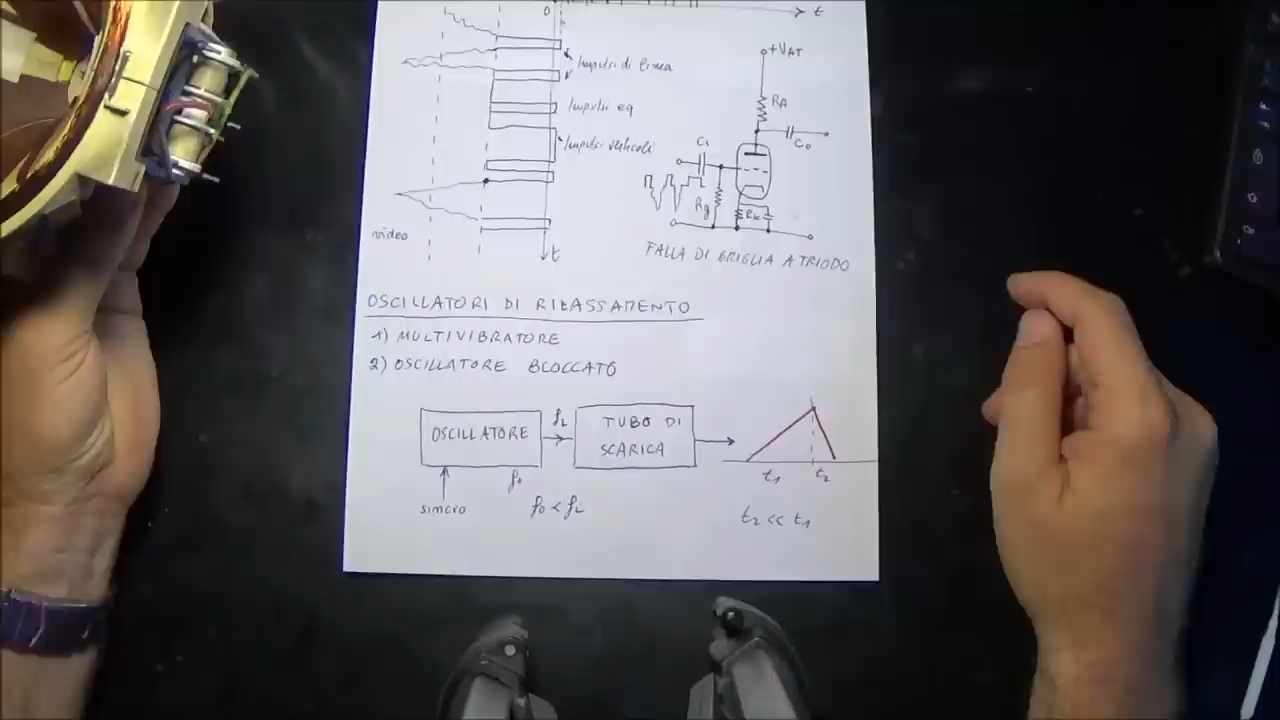 0
t
Impulsi di linea
Impulsi eq
Impulsi verticali
video
t
+VAT
RA
C1
Co
Rg
Rk
FALLA DI GRIGLIA A TRIODO
OSCILLATORI DI RILASSAMENTO
1) MULTIVIBRATORE
2) OSCILLATORE BLOCCATO
OSCILLATORE
fL
TUBO DI
SCARICA
sincro
fo
fo < fL
t1
t2
t2 << t1